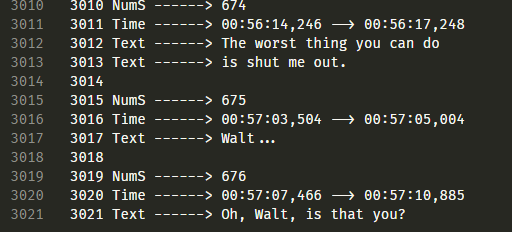 3010 3010 NumS ------> 674
3011 3011 Time ------> 00:56:14,246 --> 00:56:17,248
3012 3012 Text ------> The worst thing you can do
3013 3013 Text ------> is shut me out.
3014 3014
3015 3015 NumS ------> 675
3016 3016 Time ------> 00:57:03,504 --> 00:57:05,004
3017 3017 Text ------> Walt...
3018 3018
3019 3019 NumS ------> 676
3020 3020 Time ------> 00:57:07,466 --> 00:57:10,885
3021 3021 Text ------> Oh, Walt, is that you?